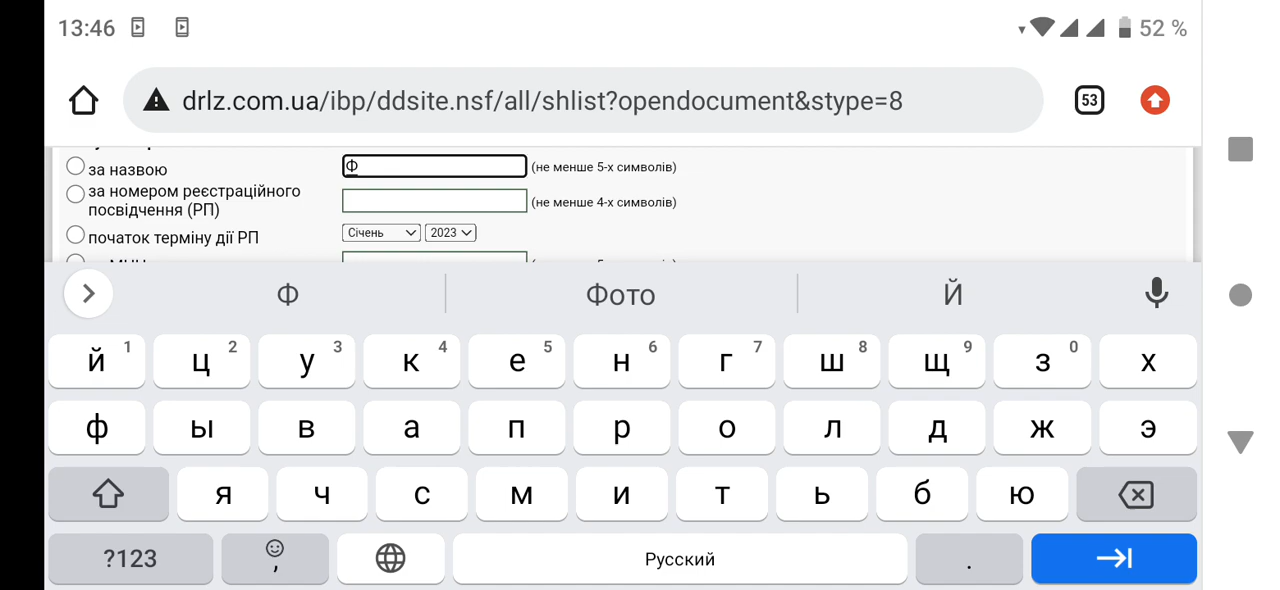 13:46 52 %
drlz.com.ua/ibp/ddsite.nsf/all/shlist?opendocument&stype=8 53
за назвою Ф (не менше 5-х символів)
за номером реєстраційного
посвідчення (РП) (не менше 4-х символів)
початок терміну дії РП Січень 2023
Ф Фото Й
й 1 ц 2 у 3 к 4 е 5 н 6 г 7 ш 8 щ 9 з 0 х
ф ы в а п р о л д ж э
я ч с м и т ь б ю
?123 , Русский .